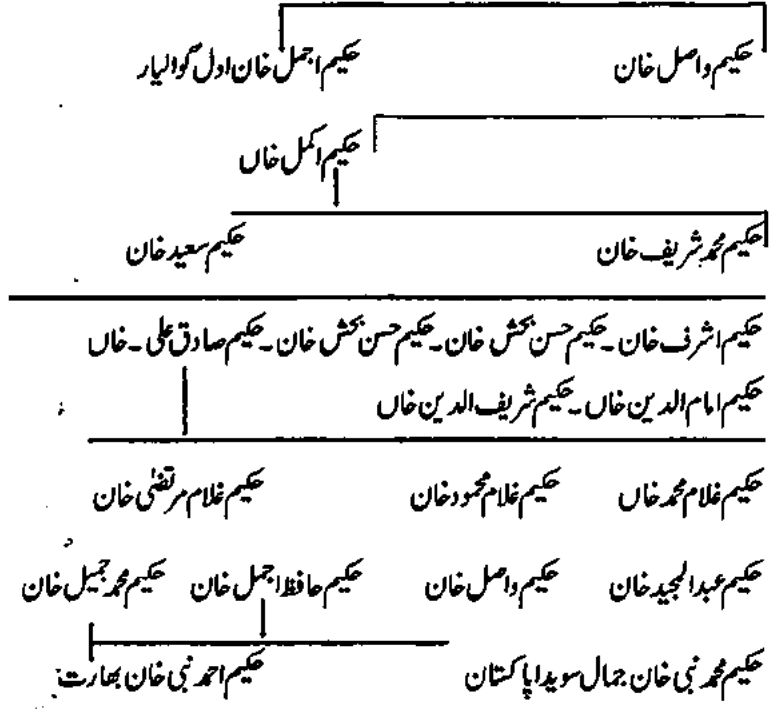 حکیم واصل خان حکیم اجمل خان اول گوالیار
حکیم اکمل خاں
حکیم محمد شریف خان حکیم سعید خان
حکیم اشرف خان ۔ حکیم حسن بخش خان ۔ حکیم حسن بخش خان ۔ حکیم صادق علی ۔ خاں
حکیم امام الدین خاں ۔ حکیم شریف الدین خاں
حکیم غلام محمد خاں حکیم غلام محمود خان حکیم غلام مرتضٰی خان
حکیم عبدالمجید خان حکیم واصل خان حکیم حافظ اجمل خان حکیم محمد جمیل خان
حکیم محمد نبی خان جمال سویدا پاکستان حکیم احمد نبی خان بھارت